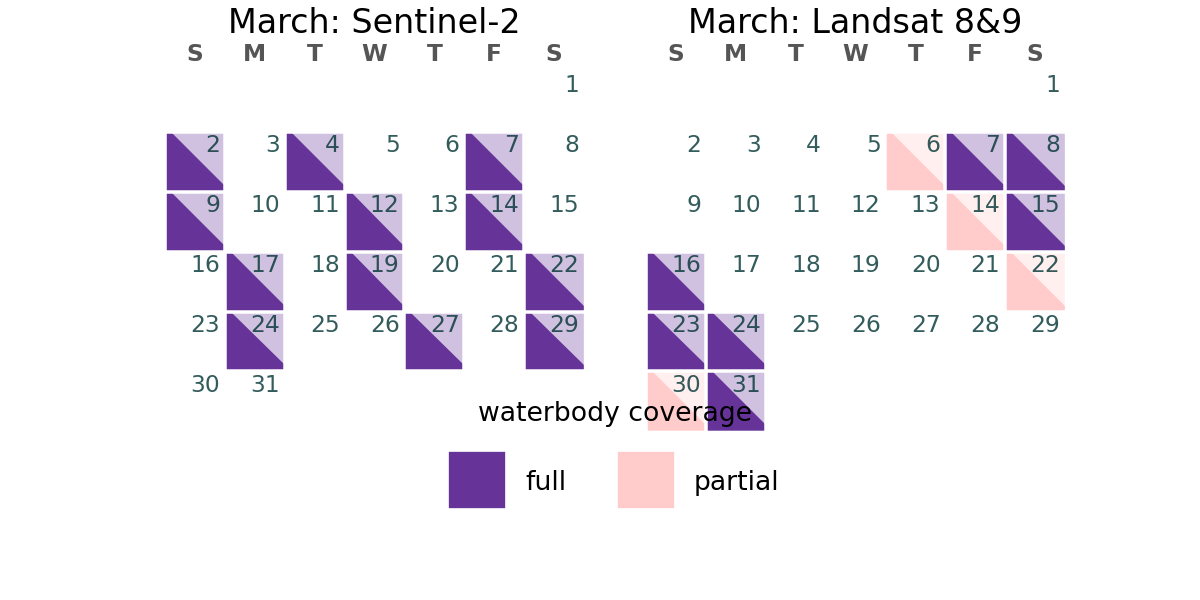 March: Sentinel-2
S M T W T F S
1
2 3 4 5 6 7 8
9 10 11 12 13 14 15
16 17 18 19 20 21 22
23 24 25 26 27 28 29
30 31
March: Landsat 8&9
S M T W T F S
1
2 3 4 5 6 7 8
9 10 11 12 13 14 15
16 17 18 19 20 21 22
23 24 25 26 27 28 29
30 31
waterbody coverage
full partial